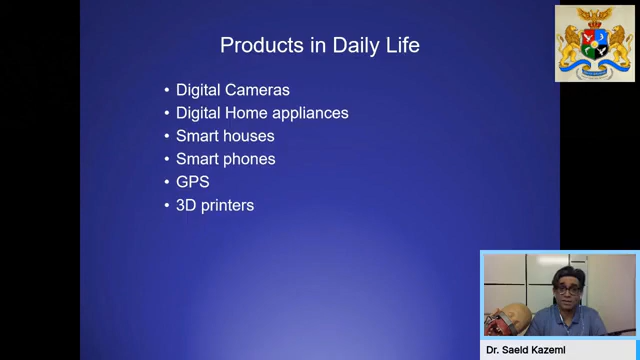 Products in Daily Life
• Digital Cameras
• Digital Home appliances
• Smart houses
• Smart phones
• GPS
• 3D printers
Dr. Saeid Kazemi